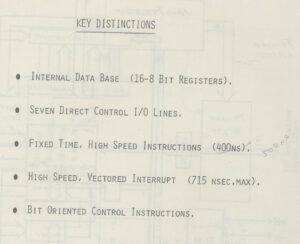 KEY DISTINCTIONS
● INTERNAL DATA BASE (16-8 BIT REGISTERS).
● SEVEN DIRECT CONTROL I/O LINES.
● FIXED TIME, HIGH SPEED INSTRUCTIONS (400NS).
● HIGH SPEED, VECTORED INTERRUPT (715 NSEC.MAX).
● BIT ORIENTED CONTROL INSTRUCTIONS.